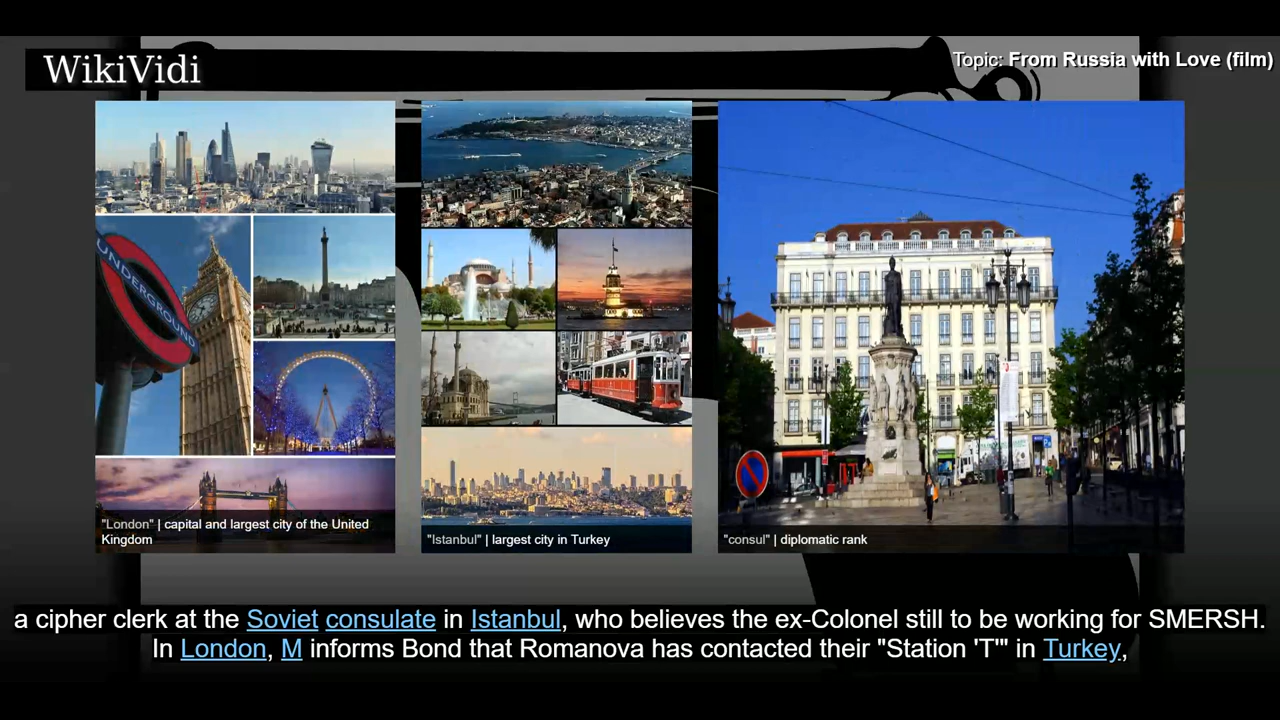 WikiVidi
Topic: From Russia with Love (film)
UNDERGROUND
"London" | capital and largest city of the United
Kingdom
"Istanbul" | largest city in Turkey
"consul" | diplomatic rank
a cipher clerk at the Soviet consulate in Istanbul, who believes the ex-Colonel still to be working for SMERSH.
In London, M informs Bond that Romanova has contacted their "Station 'T'" in Turkey,